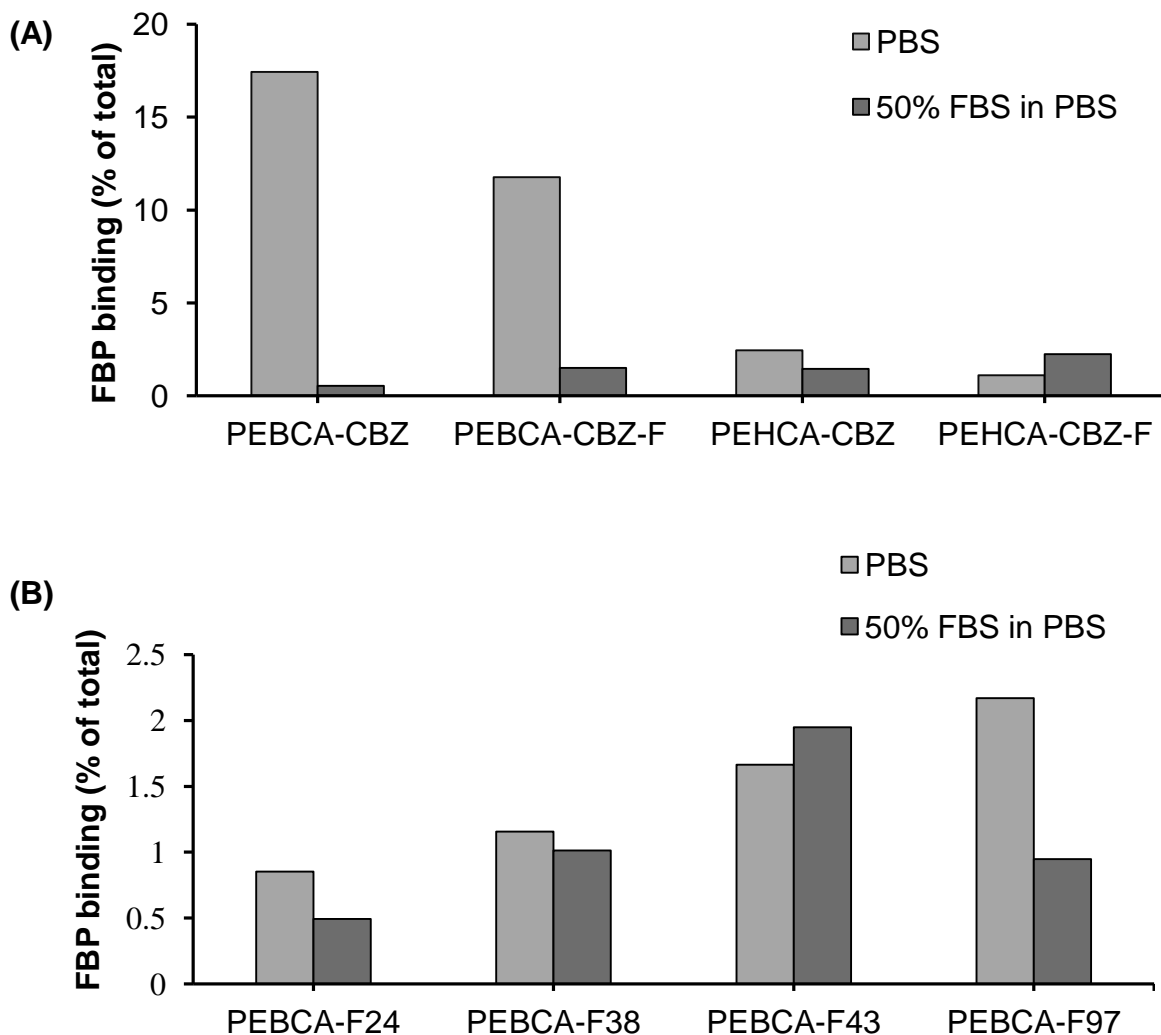 (A)
FBP binding (% of total)
20
15
10
5
0
PBS
50% FBS in PBS
PEBCA-CBZ PEBCA-CBZ-F PEHCA-CBZ PEHCA-CBZ-F
(B)
FBP binding (% of total)
PBS
50% FBS in PBS
2.5
2
1.5
1
0.5
0
PEBCA-F24 PEBCA-F38 PEBCA-F43 PEBCA-F97